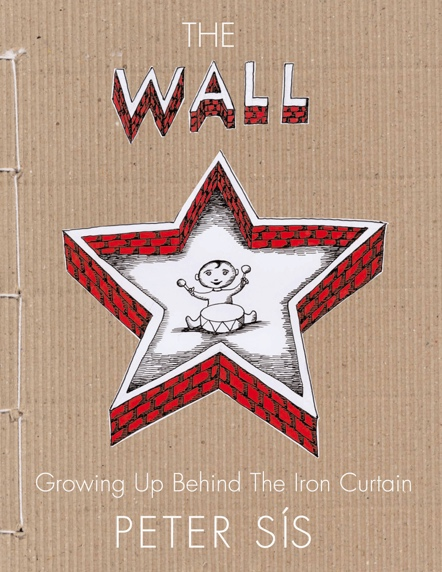 THE
WALL
Growing Up Behind The Iron Curtain
PETER SÍS